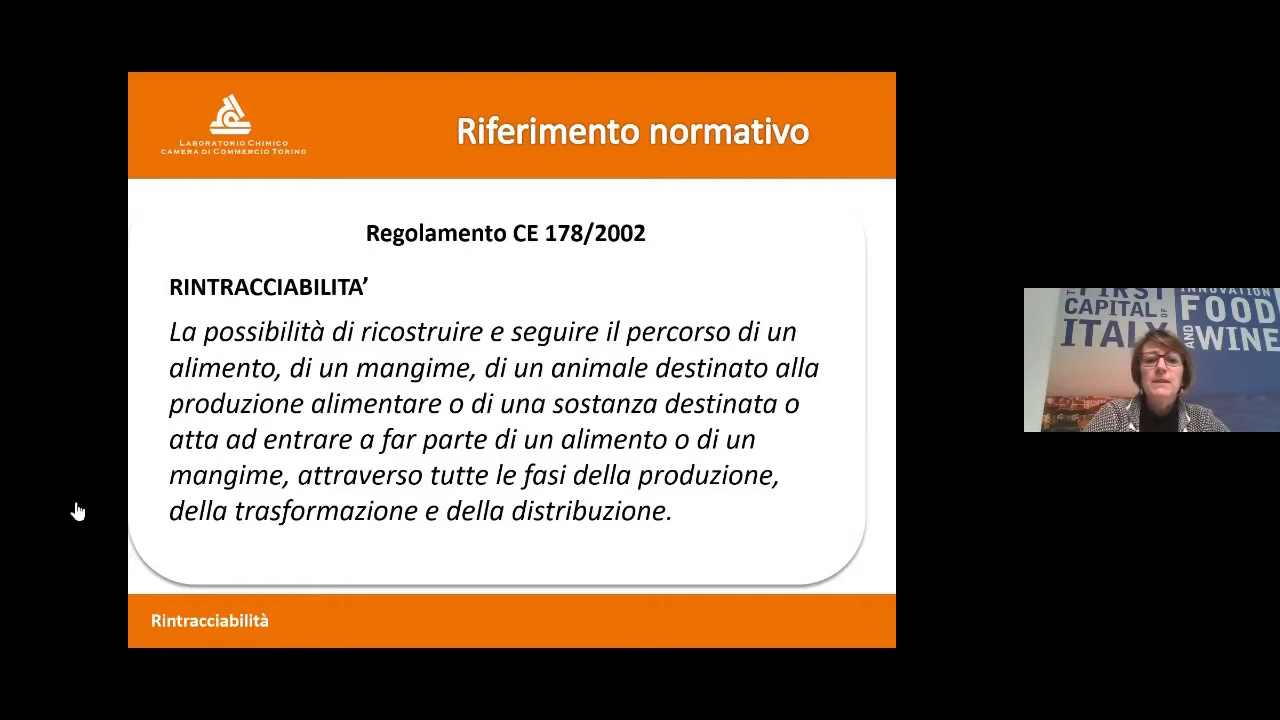 LABORATORIO CHIMICO
CAMERA DI COMMERCIO TORINO
Riferimento normativo
Regolamento CE 178/2002
RINTRACCIABILITA’
La possibilità di ricostruire e seguire il percorso di un
alimento, di un mangime, di un animale destinato alla
produzione alimentare o di una sostanza destinata o
atta ad entrare a far parte di un alimento o di un
mangime, attraverso tutte le fasi della produzione,
della trasformazione e della distribuzione.
Rintracciabilità
THE FIRST
CAPITAL OF
ITALY
INNOVATION
FOOD
AND WINE